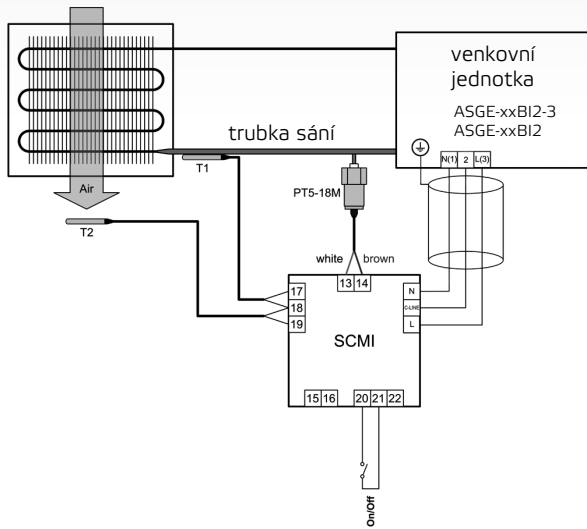 venkovní
jednotka
ASGE-xxBI2-3
ASGE-xxBI2
trubka sání
N(1) 2 L(3)
T1
Air
PT5-18M
T2
white brown
13 14
17
18
19
N
C-LINE
L
SCMI
15 16
20 21 22
On/Off